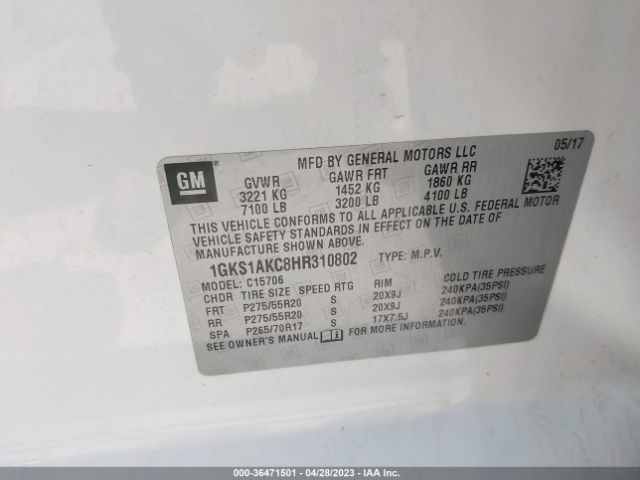 GM
MFD BY GENERAL MOTORS LLC
05/17
GVWR GAWR FRT GAWR RR
3221 KG 1452 KG 1860 KG
7100 LB 3200 LB 4100 LB
THIS VEHICLE CONFORMS TO ALL APPLICABLE U.S. FEDERAL MOTOR
VEHICLE SAFETY STANDARDS IN EFFECT ON THE DATE OF
MANUFACTURE SHOWN ABOVE.
1GKS1AKC8HR310802 TYPE: M.P.V.
MODEL: C15706
CHDR TIRE SIZE SPEED RTG RIM COLD TIRE PRESSURE
FRT P275/55R20 S 20X9J 240KPA(35PSI)
RR P275/55R20 S 20X9J 240KPA(35PSI)
SPA P265/70R17 S 17X7.5J 240KPA(35PSI)
SEE OWNER'S MANUAL FOR MORE INFORMATION
000-36471501 - 04/28/2023 - IAA Inc.